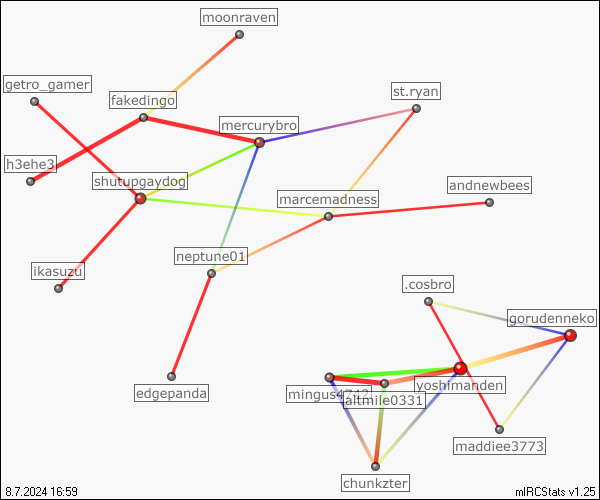 moonraven
getro_gamer
st.ryan
fakedingo
mercurybro
h3ehe3
shutupgaydog
andnewbees
marcemadness
neptune01
ikasuzu
.cosbro
gorudenneko
edgepanda
yoshimanden
altmile0331
maddiee3773
chunkzter
8.7.2024 16:59
mIRCStats v1.25